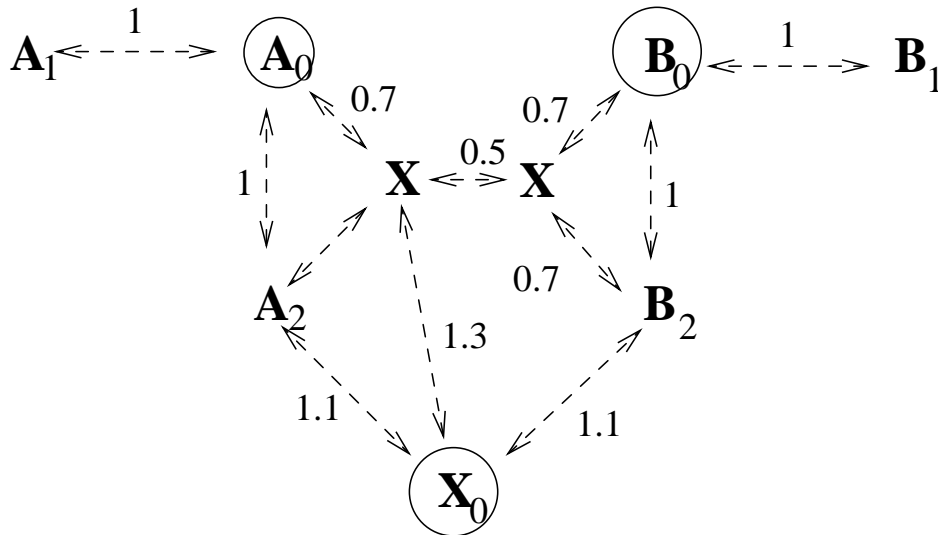 1
A₁ A₀ B₀ 1 B₁
0.7 0.7
0.5
1 X X 1
0.7
A₂ B₂
1.3
1.1 1.1
X₀